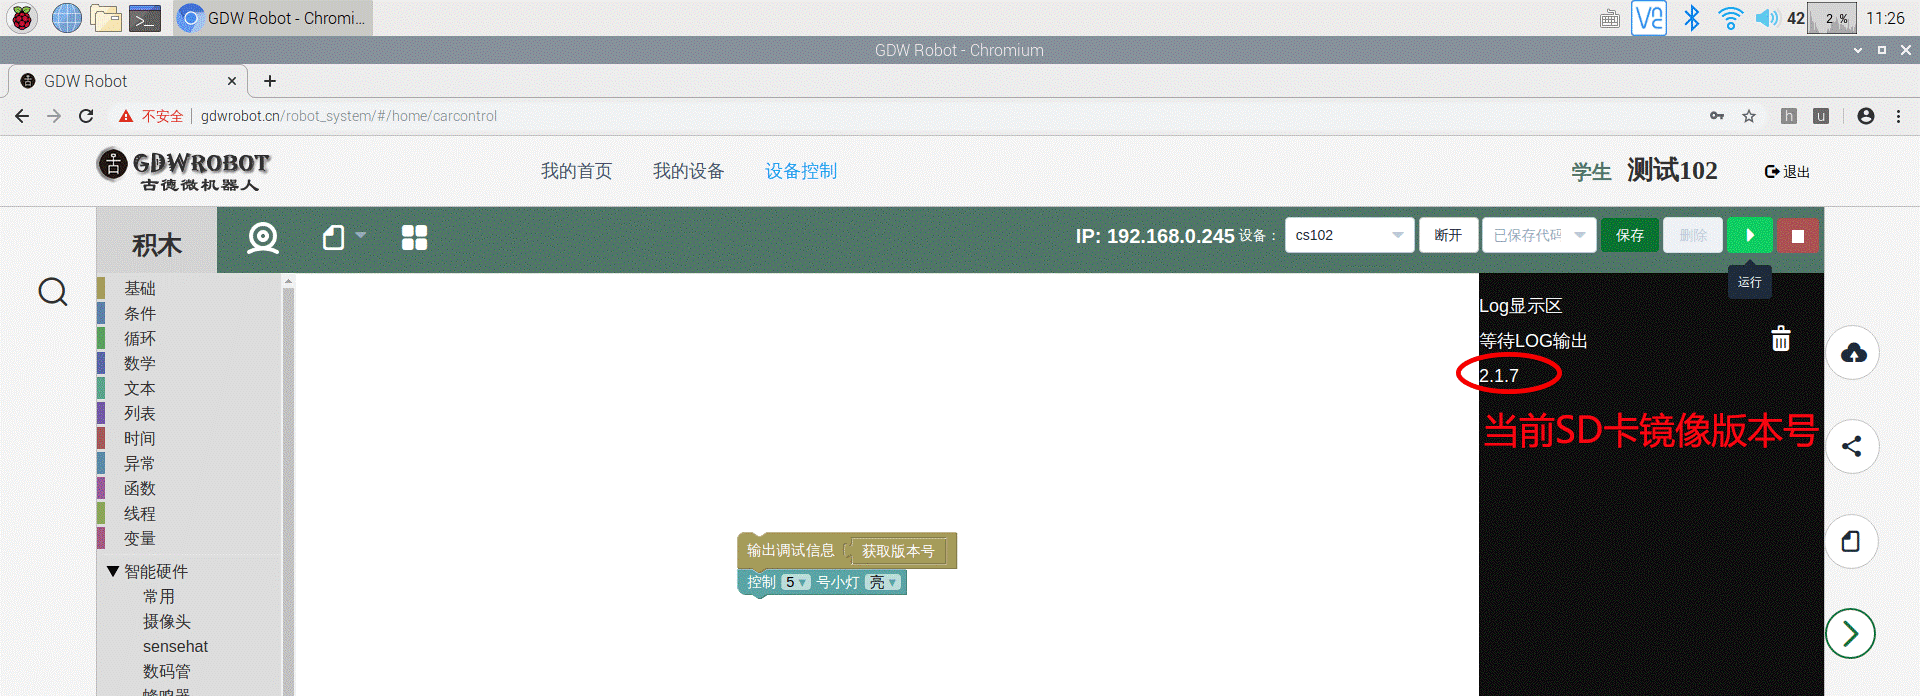 GDW Robot - Chromi...
42
2 %
11:26
GDW Robot - Chromium
GDW Robot
不安全
gdwrobot.cn/robot_system/#/home/carcontrol
h
u
GDWROBOT
古德微机器人
我的首页
我的设备
设备控制
学生
测试102
退出
积木
IP: 192.168.0.245
设备：
cs102
断开
已保存代码
保存
删除
运行
基础
条件
循环
数学
文本
列表
时间
异常
函数
线程
变量
智能硬件
常用
摄像头
sensehat
数码管
蜂鸣器
输出调试信息 获取版本号
控制 5 号小灯 亮
Log显示区
等待LOG输出
2.1.7
当前SD卡镜像版本号